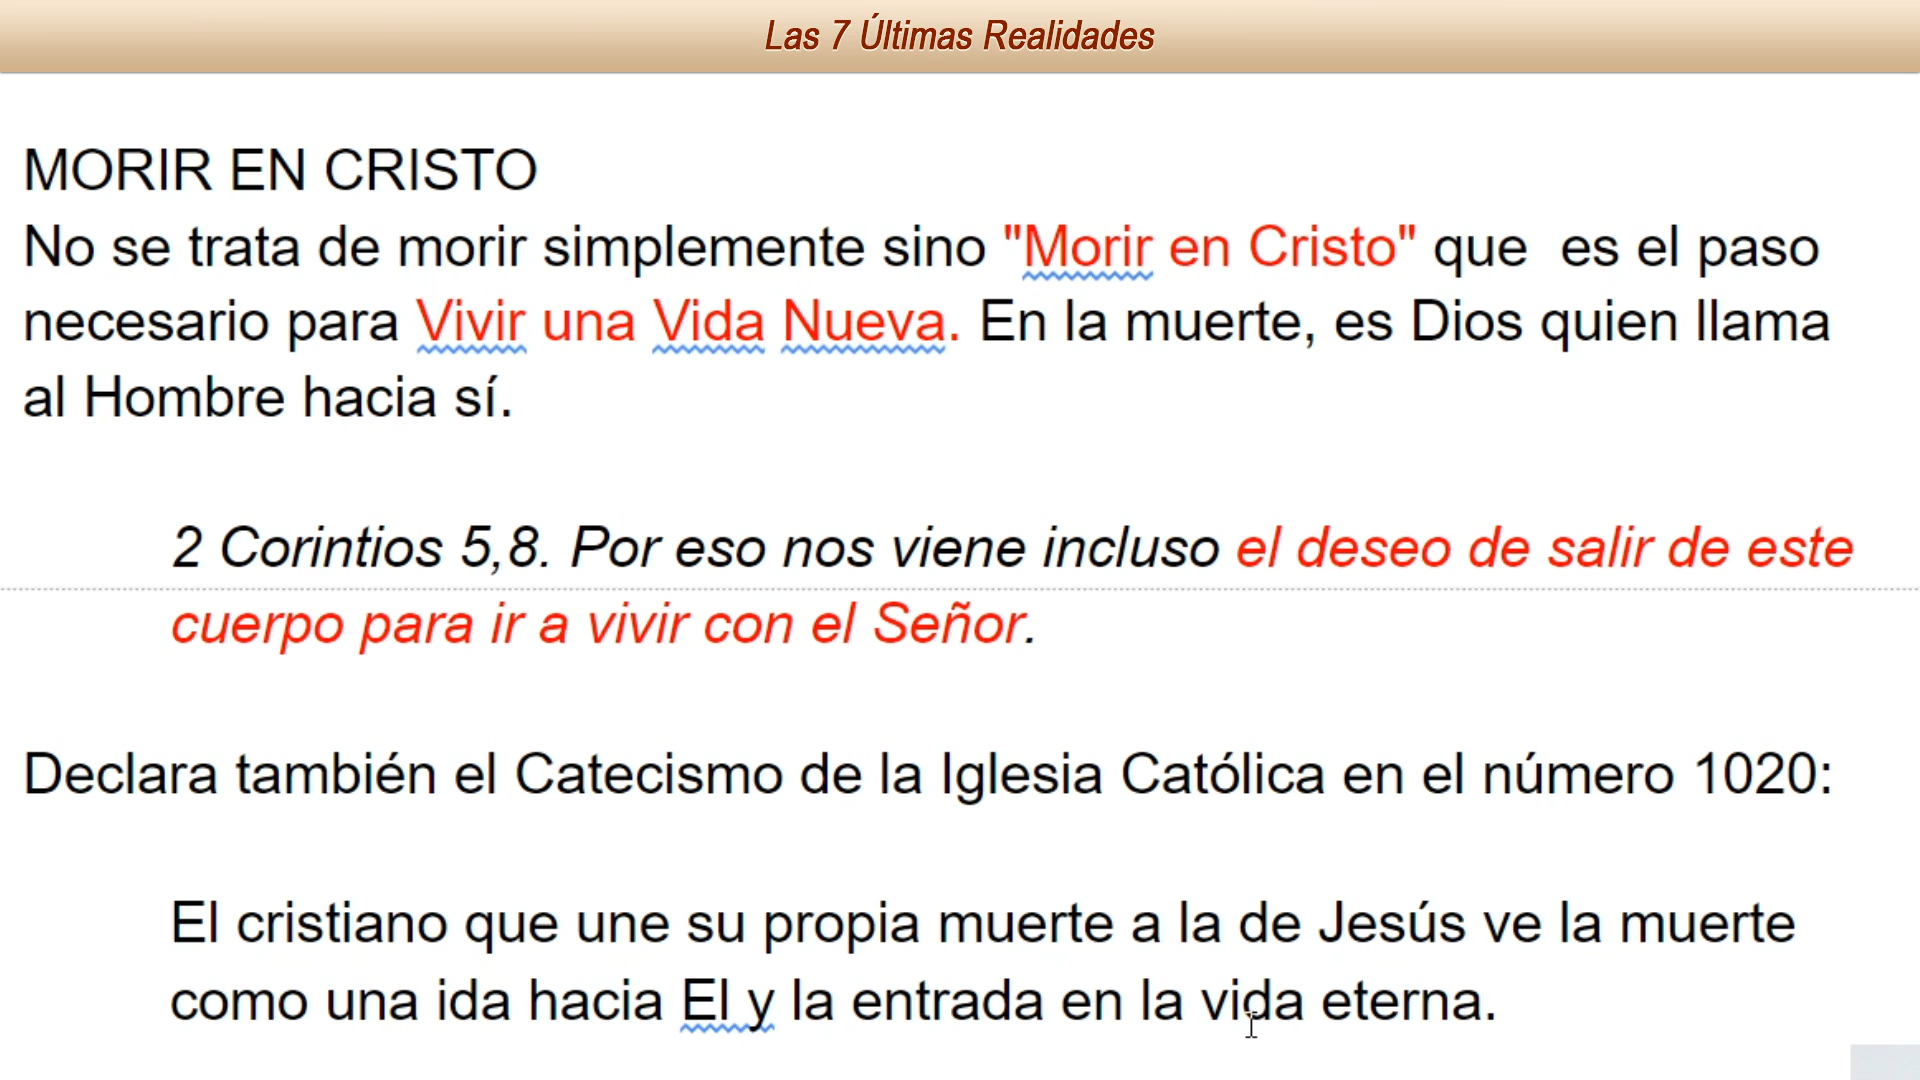 Las 7 Últimas Realidades
MORIR EN CRISTO
No se trata de morir simplemente sino "Morir en Cristo" que  es el paso
necesario para Vivir una Vida Nueva. En la muerte, es Dios quien llama
al Hombre hacia sí.
2 Corintios 5,8. Por eso nos viene incluso el deseo de salir de este
cuerpo para ir a vivir con el Señor.
Declara también el Catecismo de la Iglesia Católica en el número 1020:
El cristiano que une su propia muerte a la de Jesús ve la muerte
como una ida hacia El y la entrada en la vida eterna.